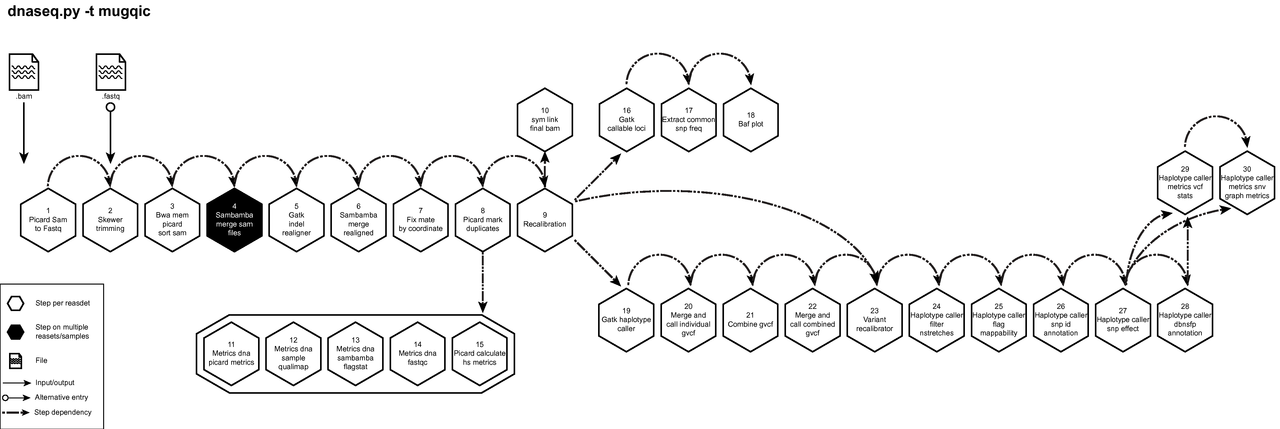 dnaseq.py -t mugqic
.bam
.fastq
1
Picard Sam
to Fastq
2
Skewer
trimming
3
Bwa mem
picard
sort sam
4
Sambamba
merge sam
files
5
Gatk
indel
realigner
6
Sambamba
merge
realigned
7
Fix mate
by coordinate
8
Picard mark
duplicates
9
Recalibration
10
sym link
final bam
16
Gatk
callable loci
17
Extract common
snp freq
18
Baf plot
29
Haplotype caller
metrics vcf
stats
30
Haplotype caller
metrics snv
graph metrics
11
Metrics dna
picard metrics
12
Metrics dna
sample
qualimap
13
Metrics dna
sambamba
flagstat
14
Metrics dna
fastqc
15
Picard calculate
hs metrics
19
Gatk haplotype
caller
20
Merge and
call individual
gvcf
21
Combine gvcf
22
Merge and
call combined
gvcf
23
Variant
recalibrator
24
Haplotype caller
filter
nstretches
25
Haplotype caller
flag
mappability
26
Haplotype caller
snp id
annotation
27
Haplotype caller
snp effect
28
Haplotype caller
dbnsfp
annotation
Step per reasdet
Step on multiple
reasets/samples
File
Input/output
Alternative entry
Step dependency